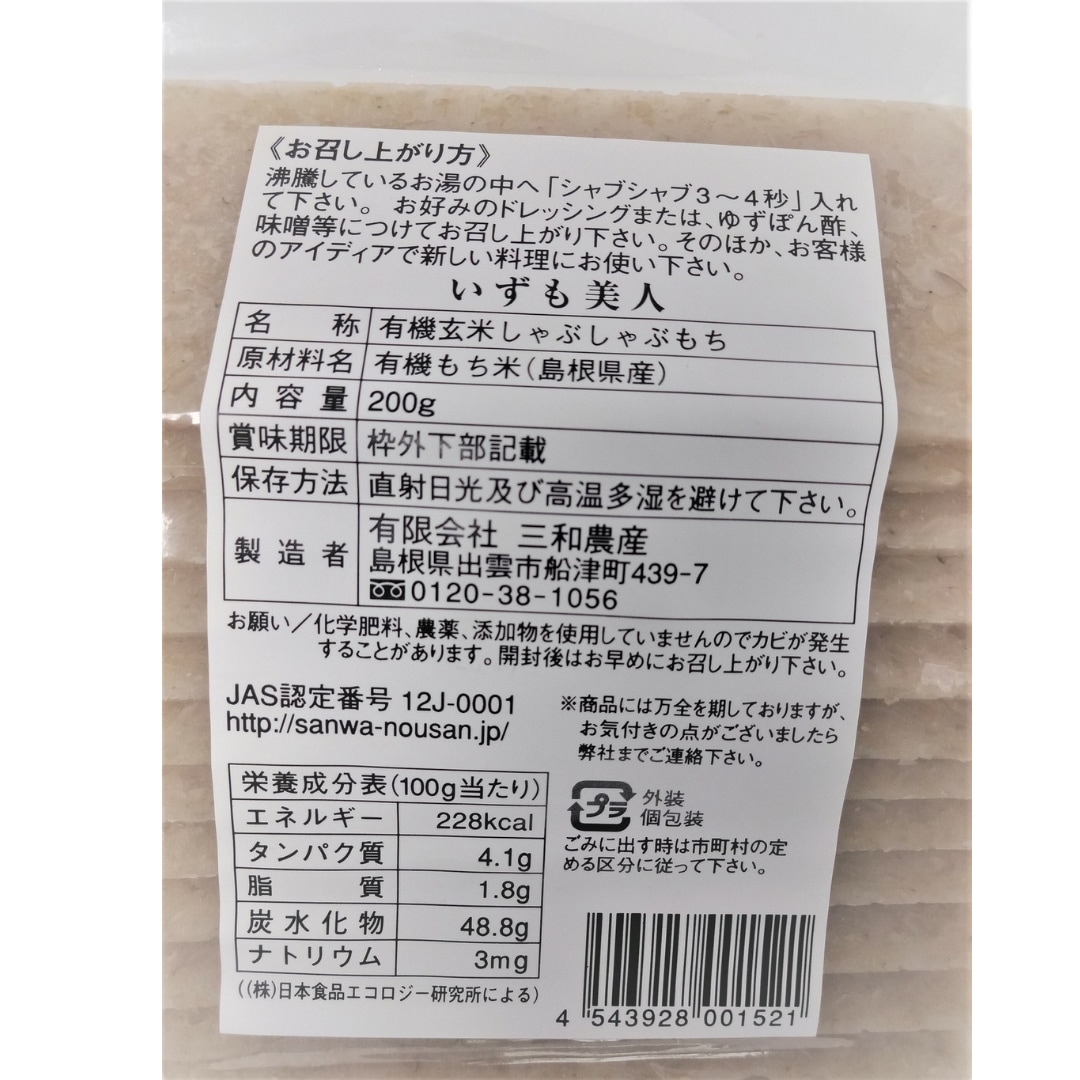 《お召し上がり方》
沸騰しているお湯の中へ「シャブシャブ3～4秒」入れ
て下さい。 お好みのドレッシングまたは、ゆずぽん酢、
味噌等につけてお召し上がり下さい。そのほか、お客様
のアイディアで新しい料理にお使い下さい。
いずも美人
名称 有機玄米しゃぶしゃぶもち
原材料名 有機もち米(島根県産)
内容量 200g
賞味期限 枠外下部記載
保存方法 直射日光及び高温多湿を避けて下さい。
製造者 有限会社 三和農産
島根県出雲市船津町439-7
0120-38-1056
お願い/化学肥料、農薬、添加物を使用していませんのでカビが発生
することがあります。開封後はお早めにお召し上がり下さい。
JAS認定番号 12J-0001
http://sanwa-nousan.jp/
※商品には万全を期しておりますが、
お気付きの点がございましたら
弊社までご連絡下さい。
栄養成分表(100g当たり)
エネルギー 228kcal
タンパク質 4.1g
脂質 1.8g
炭水化物 48.8g
ナトリウム 3mg
((株)日本食品エコロジー研究所による)
プラ
外装
個包装
ごみに出す時は市町村の定
める区分に従って下さい。
4 543928 001521